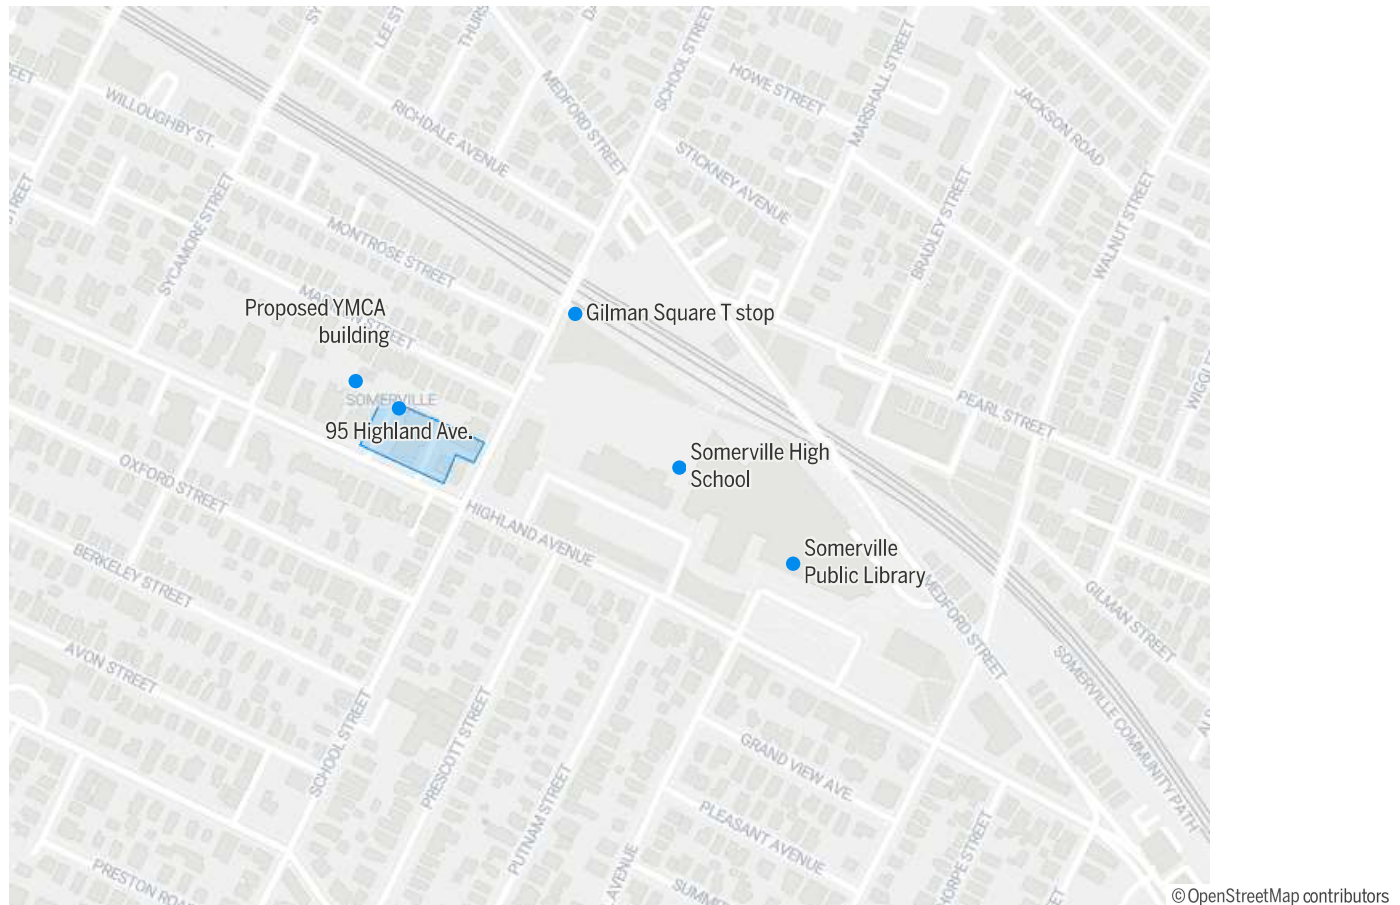 SCHOOL STREET
MEDFORD STREET
HOWE STREET
MARSHALL STREET
JACKSON ROAD
WILLOUGHBY ST.
RICHDALE AVENUE
STICKNEY AVENUE
SYCAMORE STREET
BRADLEY STREET
WALNUT STREET
MONTROSE STREET
Proposed YMCA
building
Gilman Square T stop
SOMERVILLE
95 Highland Ave.
PEARL STREET
Somerville High
School
OXFORD STREET
HIGHLAND AVENUE
Somerville
Public Library
BERKELEY STREET
MEDFORD STREET
GILMAN STREET
AVON STREET
SCHOOL STREET
PRESCOTT STREET
PUTNAM STREET
SOMERVILLE COMMUNITY PATH
GRAND VIEW AVE.
PLEASANT AVENUE
AVENUE
PRESTON ROAD
© OpenStreetMap contributors